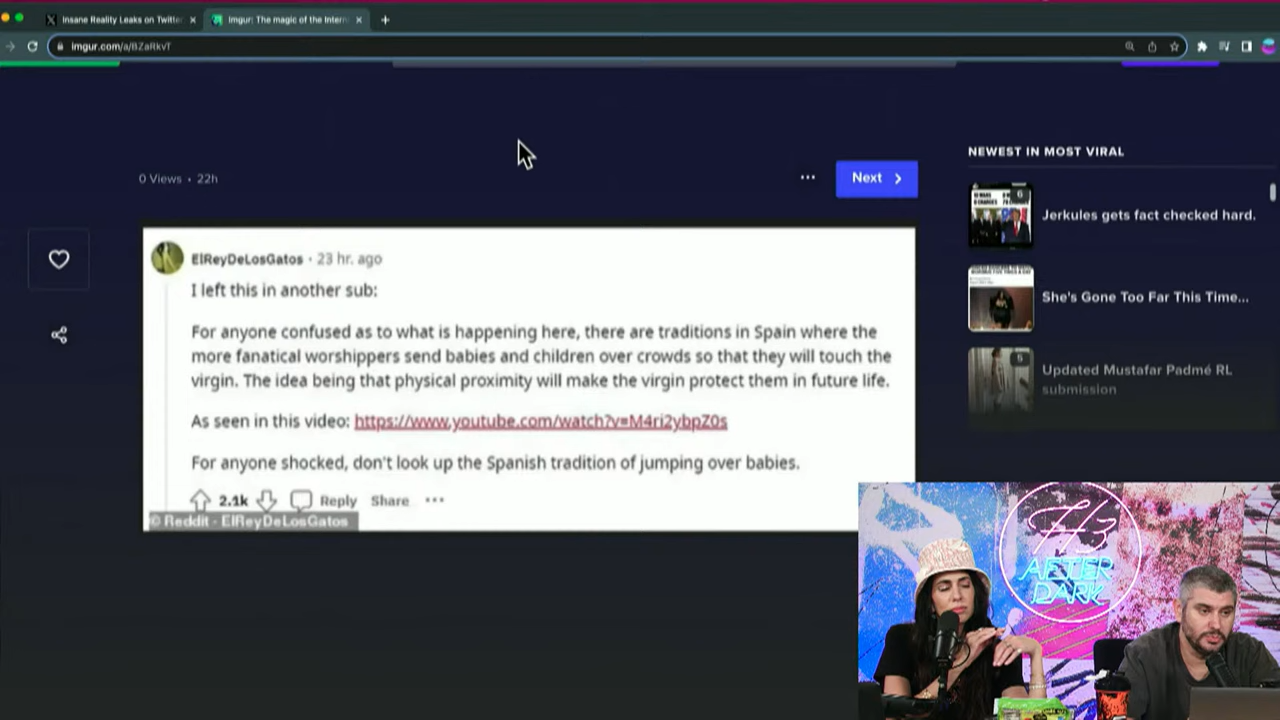 Insane Reality Leaks on Twitter
Imgur: The magic of the Intern
imgur.com/a/BZaRkvT
0 Views • 22h
Next
NEWEST IN MOST VIRAL
Jerkules gets fact checked hard.
She's Gone Too Far This Time...
5
Updated Mustafar Padmé RL
submission
ElReyDeLosGatos · 23 hr. ago
I left this in another sub:
For anyone confused as to what is happening here, there are traditions in Spain where the
more fanatical worshippers send babies and children over crowds so that they will touch the
virgin. The idea being that physical proximity will make the virgin protect them in future life.
As seen in this video: https://www.youtube.com/watch?v=M4ri2ybpZ0s
For anyone shocked, don't look up the Spanish tradition of jumping over babies.
2.1k Reply Share
© Reddit - ElReyDeLosGatos
H3
AFTER
DARK